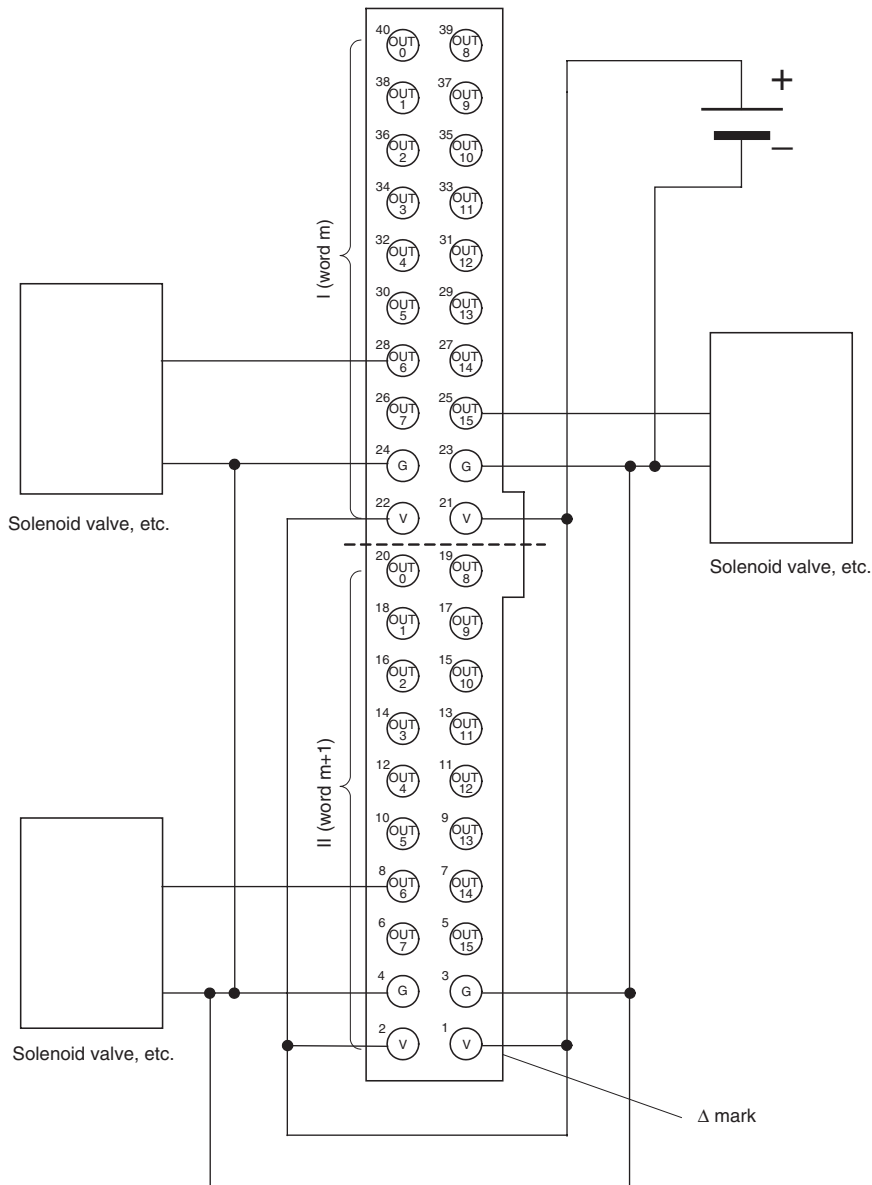 40 OUT 0 39 OUT 8
+
38 OUT 1 37 OUT 9
36 OUT 2 35 OUT 10
−
34 OUT 3 33 OUT 11
I (word m)
32 OUT 4 31 OUT 12
30 OUT 5 29 OUT 13
28 OUT 6 27 OUT 14
26 OUT 7 25 OUT 15
24 G 23 G
22 V 21 V
Solenoid valve, etc.
Solenoid valve, etc.
20 OUT 0 19 OUT 8
18 OUT 1 17 OUT 9
16 OUT 2 15 OUT 10
14 OUT 3 13 OUT 11
II (word m+1)
12 OUT 4 11 OUT 12
10 OUT 5 9 OUT 13
8 OUT 6 7 OUT 14
6 OUT 7 5 OUT 15
4 G 3 G
2 V 1 V
Solenoid valve, etc.
Δ mark